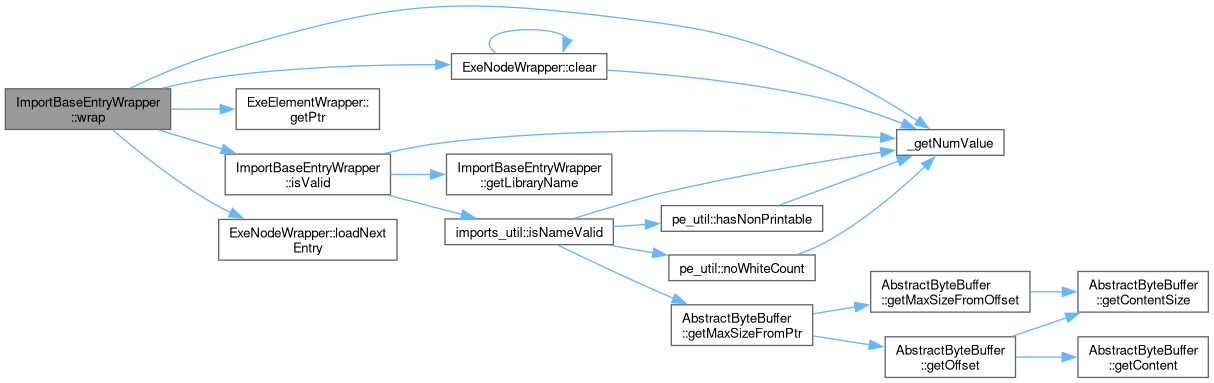 ImportBaseEntryWrapper
::wrap
ExeNodeWrapper::clear
ExeElementWrapper::
getPtr
ImportBaseEntryWrapper
::isValid
ExeNodeWrapper::loadNext
Entry
ImportBaseEntryWrapper
::getLibraryName
imports_util::isNameValid
_getNumValue
pe_util::hasNonPrintable
pe_util::noWhiteCount
AbstractByteBuffer
::getMaxSizeFromPtr
AbstractByteBuffer
::getMaxSizeFromOffset
AbstractByteBuffer
::getOffset
AbstractByteBuffer
::getContentSize
AbstractByteBuffer
::getContent